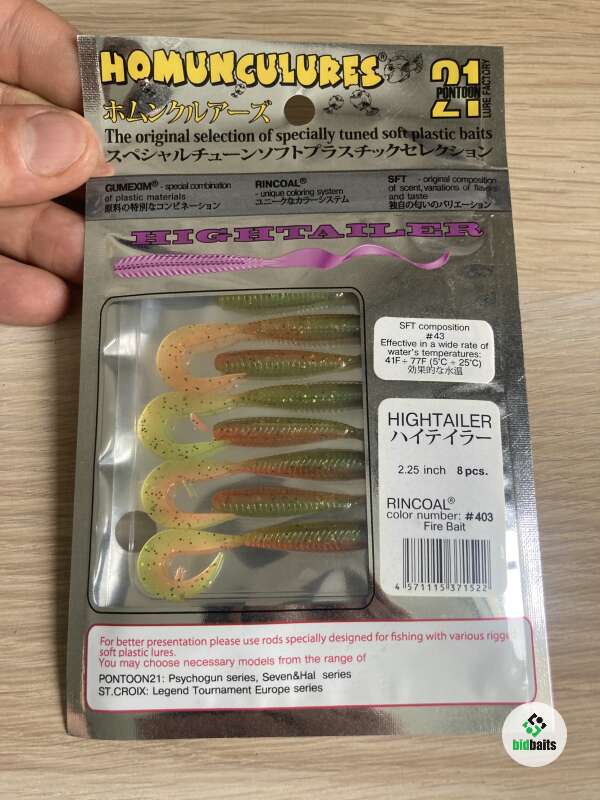 HOMUNCULURES®
ホムンクルアーズ
21
PONTOON
LURE FACTORY
The original selection of specially tuned soft plastic baits
スペシャルチューンソフトプラスチックセレクション
GUMEXIM® - special combination
of plastic materials
原料の特別なコンビネーション
RINCOAL®
- unique coloring system
ユニークなカラーシステム
SFT - original composition
of scent, variations of flavors
and taste
独自の匂いのバリエーション
HIGHTAILER
SFT composition
#43
Effective in a wide rate of
water's temperatures:
41F ÷ 77F (5°C ÷ 25°C)
効果的な水温
HIGHTAILER
ハイテイラー
2.25 inch 8 pcs.
RINCOAL®
color number: #403
Fire Bait
4 571115 371522
For better presentation please use rods specially designed for fishing with various rigge
soft plastic lures.
You may choose necessary models from the range of
PONTOON21: Psychogun series, Seven&Hal series
ST.CROIX: Legend Tournament Europe series
bidbaits